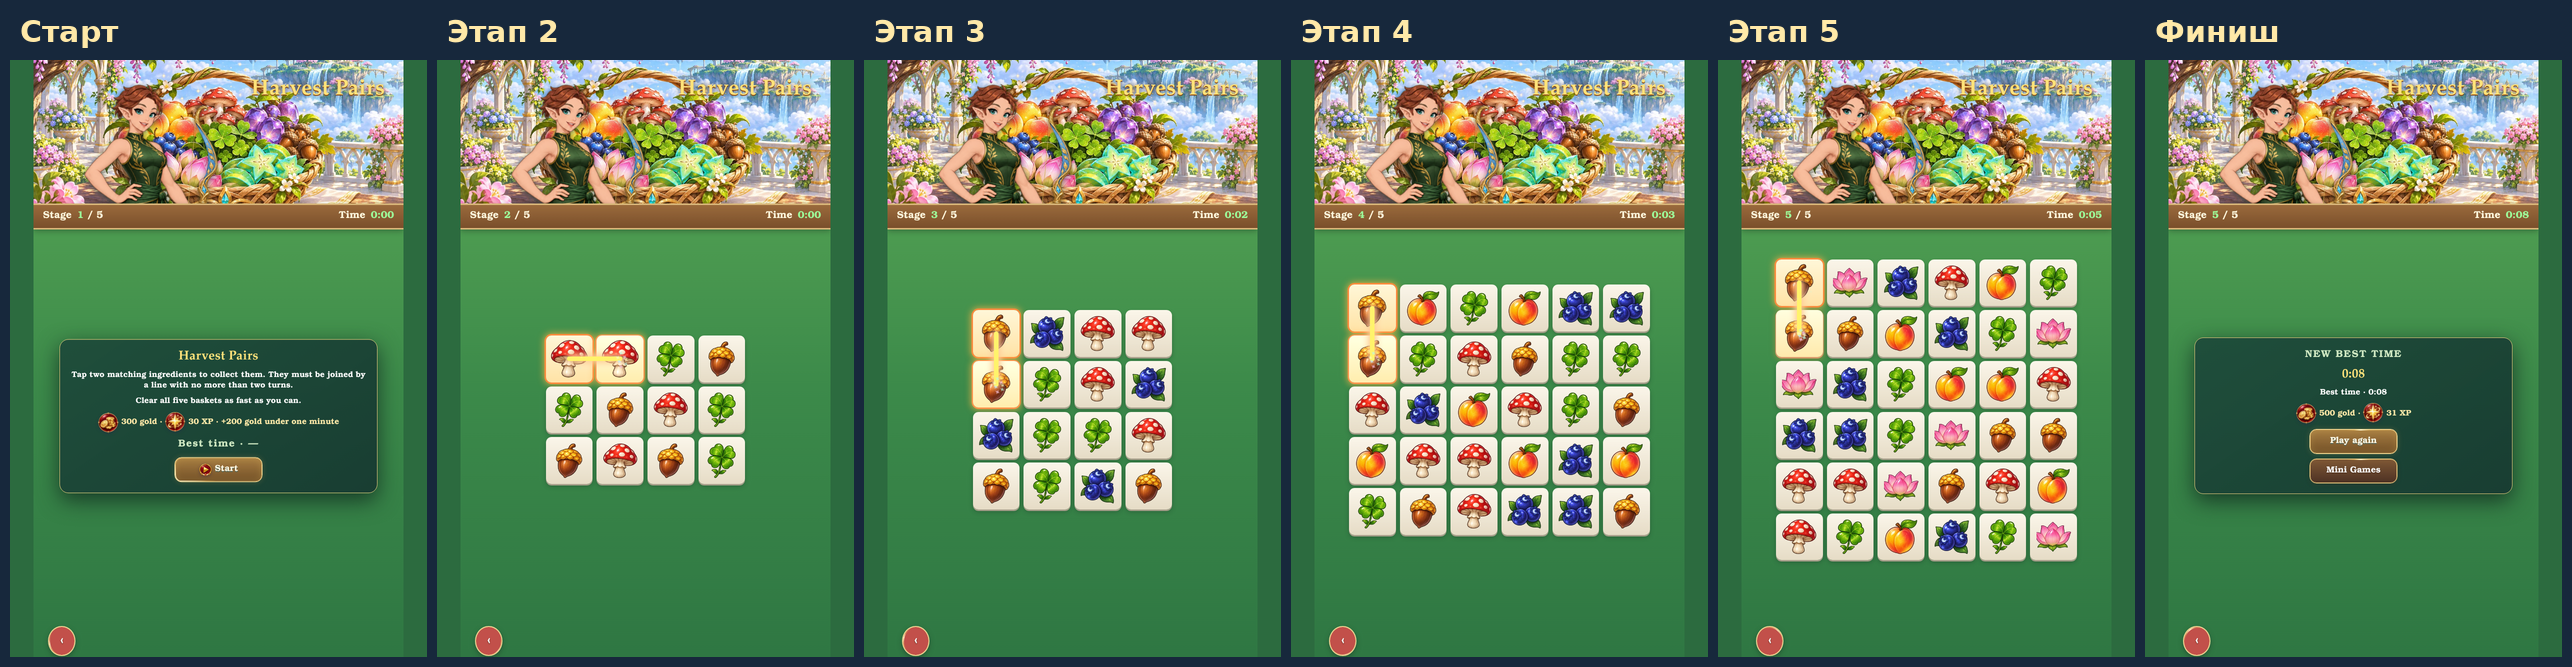 Старт
Harvest Pairs
Stage 1 / 5
Time 0:00
Harvest Pairs
Tap two matching ingredients to collect them. They must be joined by
a line with no more than two turns.
Clear all five baskets as fast as you can.
300 gold · 30 XP · +200 gold under one minute
Best time · —
Start
Этап 2
Harvest Pairs
Stage 2 / 5
Time 0:00
Этап 3
Harvest Pairs
Stage 3 / 5
Time 0:02
Этап 4
Harvest Pairs
Stage 4 / 5
Time 0:03
Этап 5
Harvest Pairs
Stage 5 / 5
Time 0:05
Финиш
Harvest Pairs
Stage 5 / 5
Time 0:08
NEW BEST TIME
0:08
Best time · 0:08
500 gold · 31 XP
Play again
Mini Games